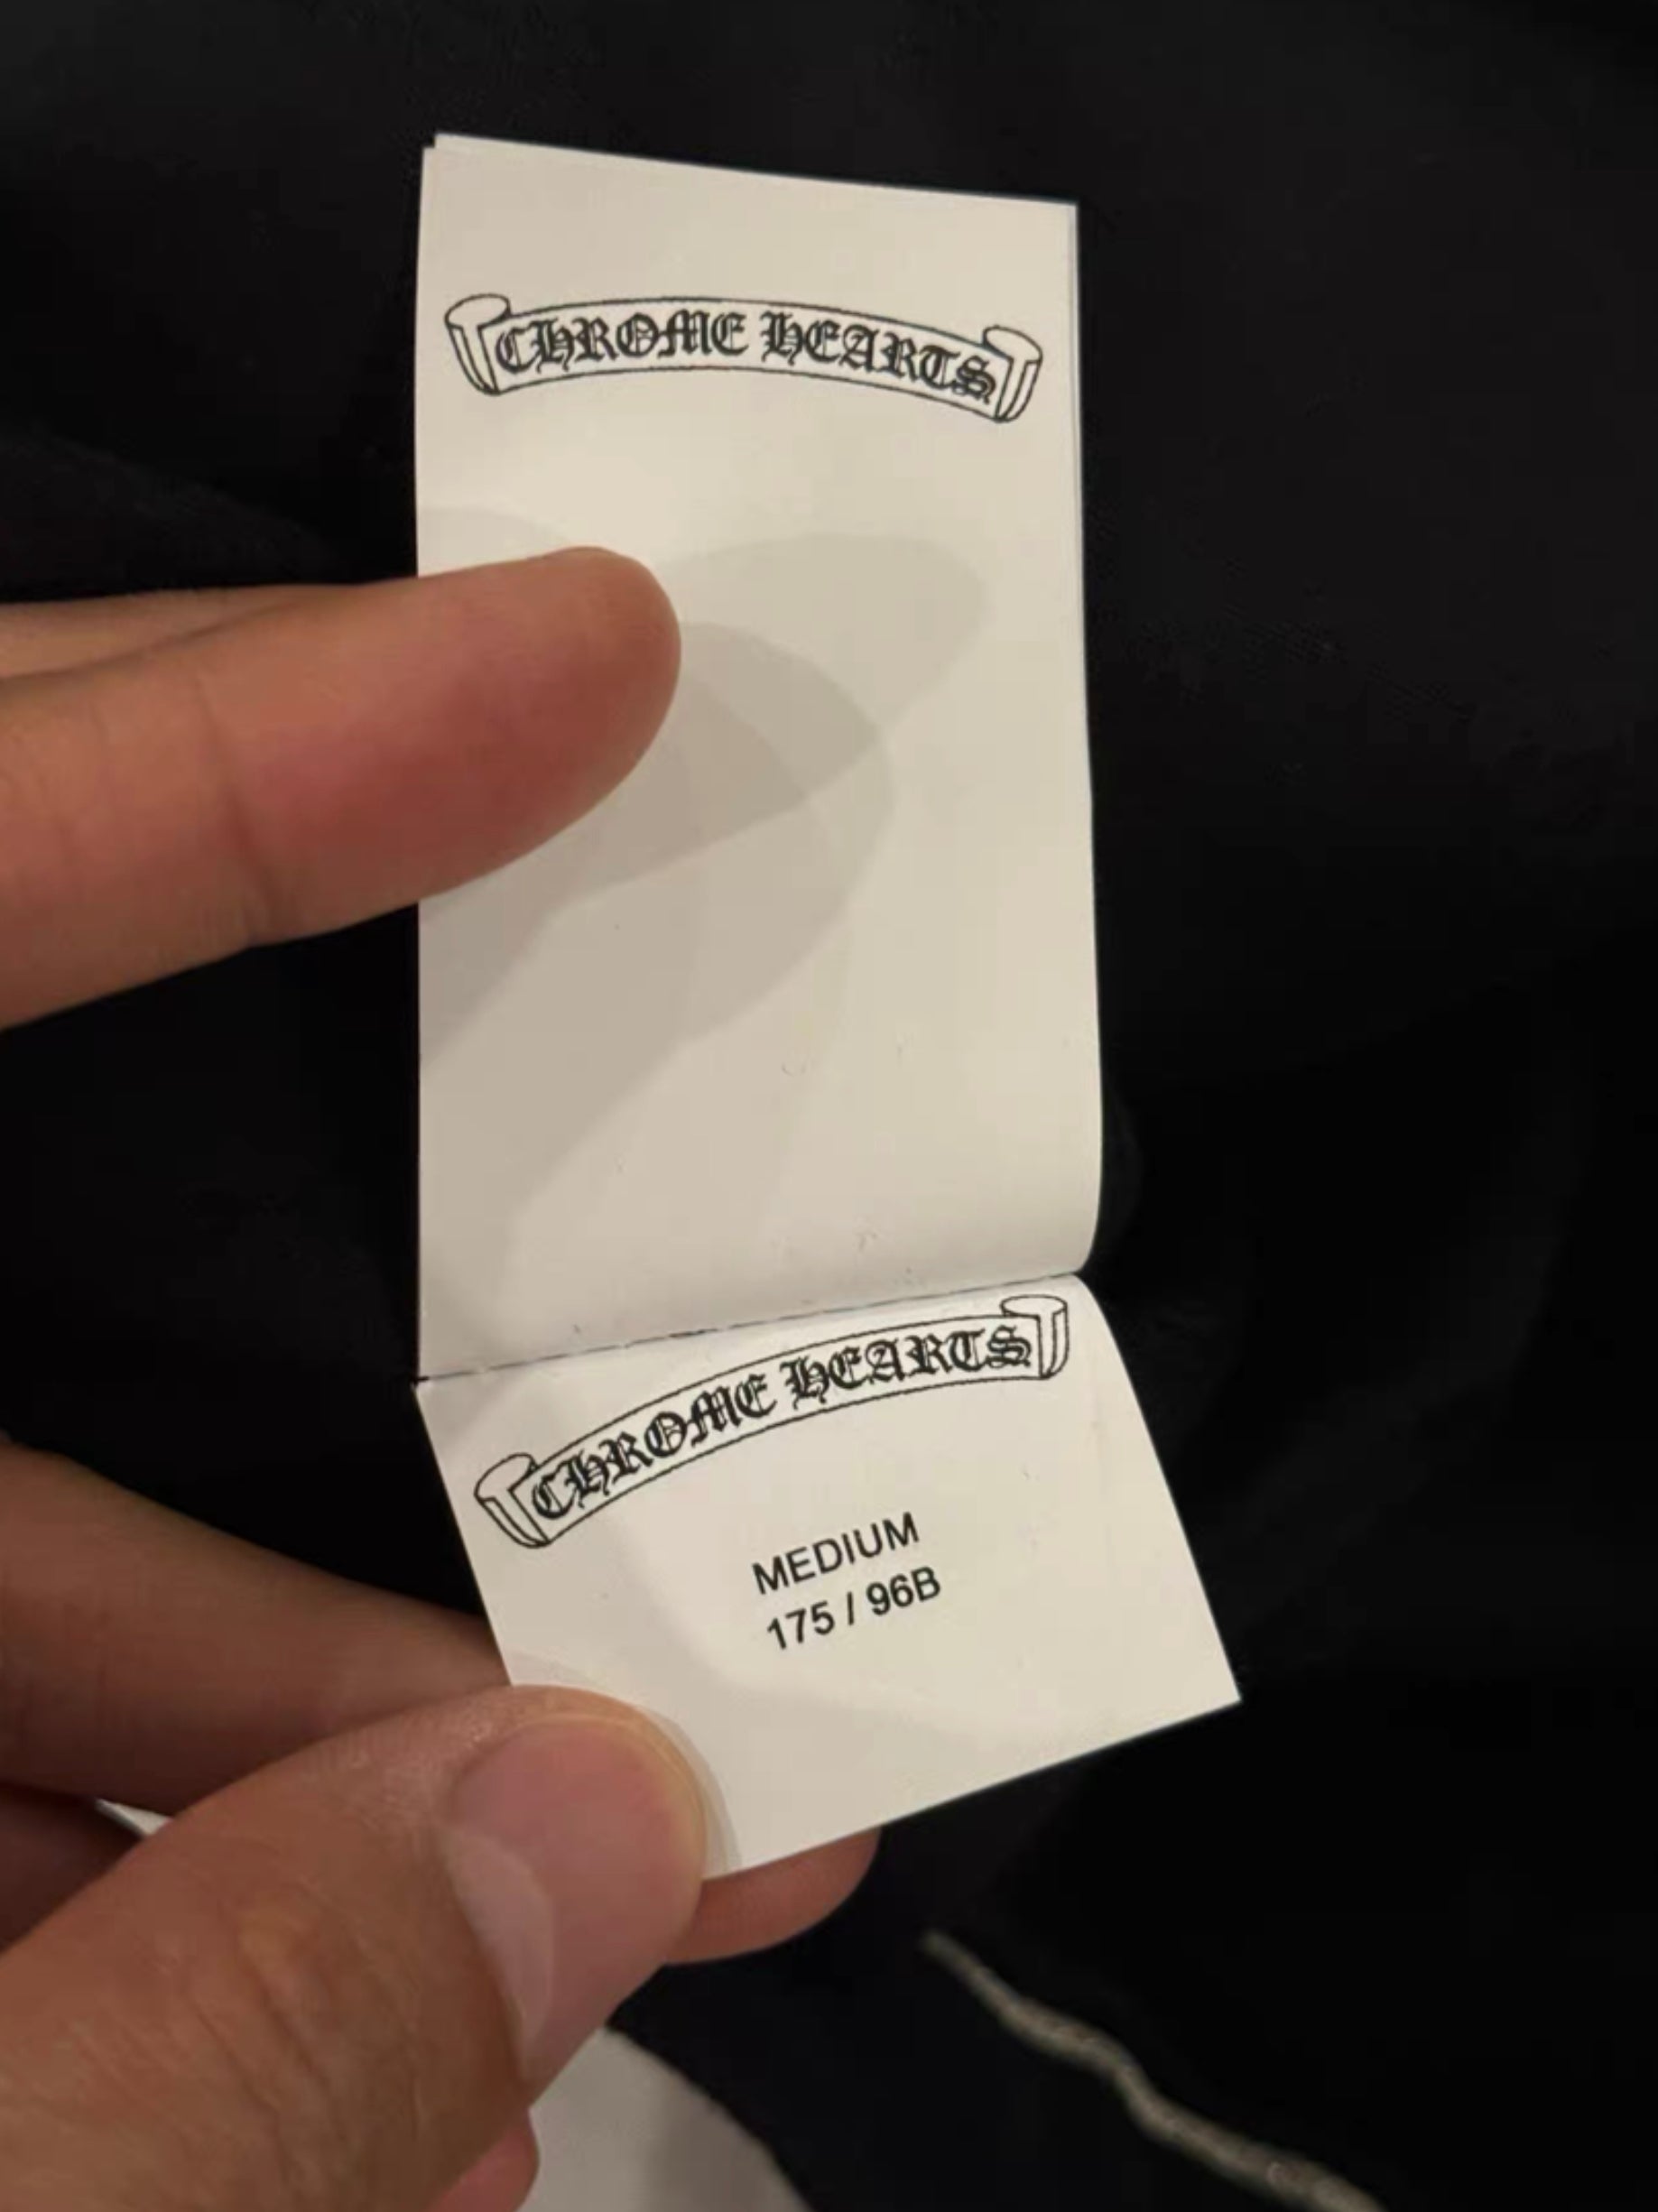 CHROME HEARTS
CHROME HEARTS
MEDIUM
175 / 96B